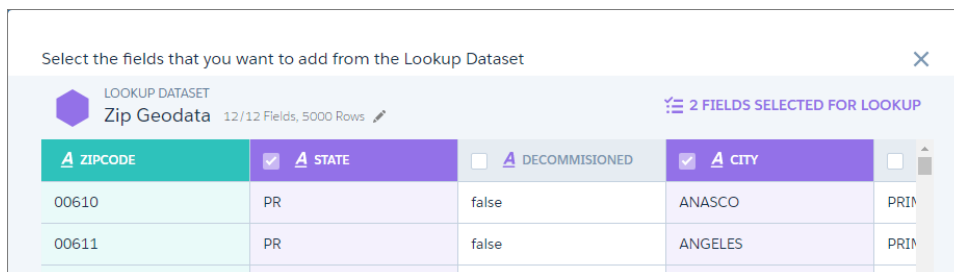 Select the fields that you want to add from the Lookup Dataset
LOOKUP DATASET
Zip Geodata 12/12 Fields, 5000 Rows
2 FIELDS SELECTED FOR LOOKUP
A ZIPCODE A STATE A DECOMMISIONED A CITY
00610 PR false ANASCO
00611 PR false ANGELES